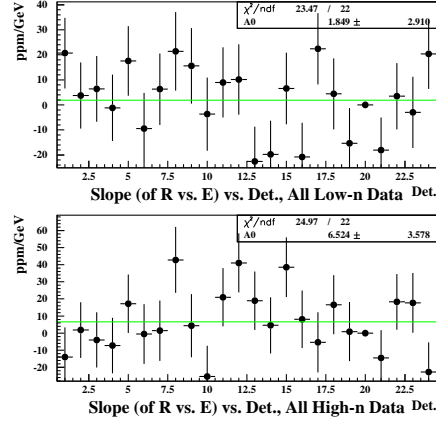 ppm/GeV
χ²/ndf 23.47 / 22
A0 1.849 ± 2.910
40
30
20
10
0
-10
-20
2.5 5 7.5 10 12.5 15 17.5 20 22.5
Slope (of R vs. E) vs. Det., All Low-n Data Det.
ppm/GeV
χ²/ndf 24.97 / 22
A0 6.524 ± 3.578
60
50
40
30
20
10
0
-10
-20
2.5 5 7.5 10 12.5 15 17.5 20 22.5
Slope (of R vs. E) vs. Det., All High-n Data Det.